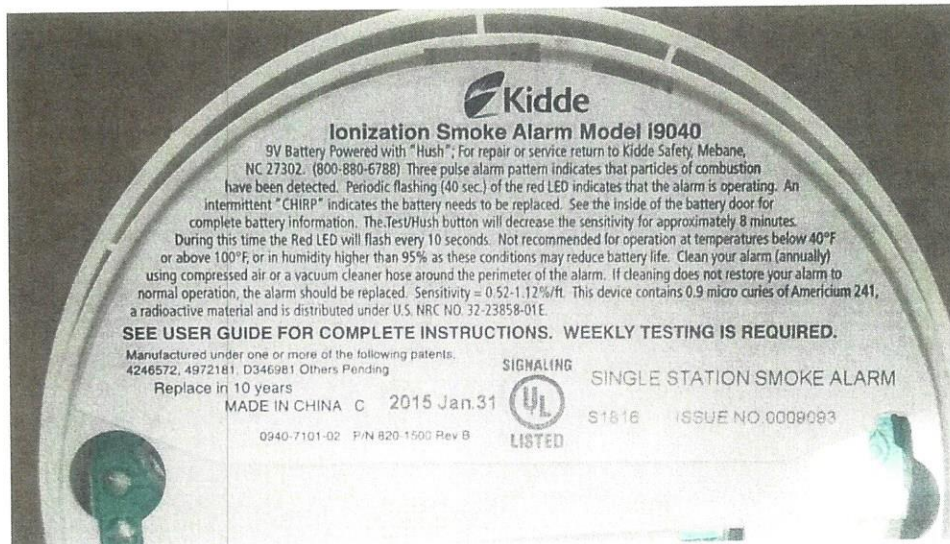 Kidde
Ionization Smoke Alarm Model i9040
9V Battery Powered with "Hush"; For repair or service return to Kidde Safety, Mebane,
NC 27302. (800-880-6788) Three pulse alarm pattern indicates that particles of combustion
have been detected. Periodic flashing (40 sec.) of the red LED indicates that the alarm is operating. An
intermittent "CHIRP" indicates the battery needs to be replaced. See the inside of the battery door for
complete battery information. The Test/Hush button will decrease the sensitivity for approximately 8 minutes.
During this time the Red LED will flash every 10 seconds. Not recommended for operation at temperatures below 40°F
or above 100°F, or in humidity higher than 95% as these conditions may reduce battery life. Clean your alarm (annually)
using compressed air or a vacuum cleaner hose around the perimeter of the alarm. If cleaning does not restore your alarm to
normal operation, the alarm should be replaced. Sensitivity = 0.52-1.12%/ft. This device contains 0.9 micro curies of Americium 241,
a radioactive material and is distributed under U.S. NRC NO. 32-23858-01E.
SEE USER GUIDE FOR COMPLETE INSTRUCTIONS. WEEKLY TESTING IS REQUIRED.
Manufactured under one or more of the following patents.
4246572, 4972181, D346981 Others Pending
Replace in 10 years
MADE IN CHINA C 2015 Jan.31
0940-7101-02 P/N 820-1500 Rev B
SIGNALING
UL
LISTED
SINGLE STATION SMOKE ALARM
S1816 ISSUE NO.0009093